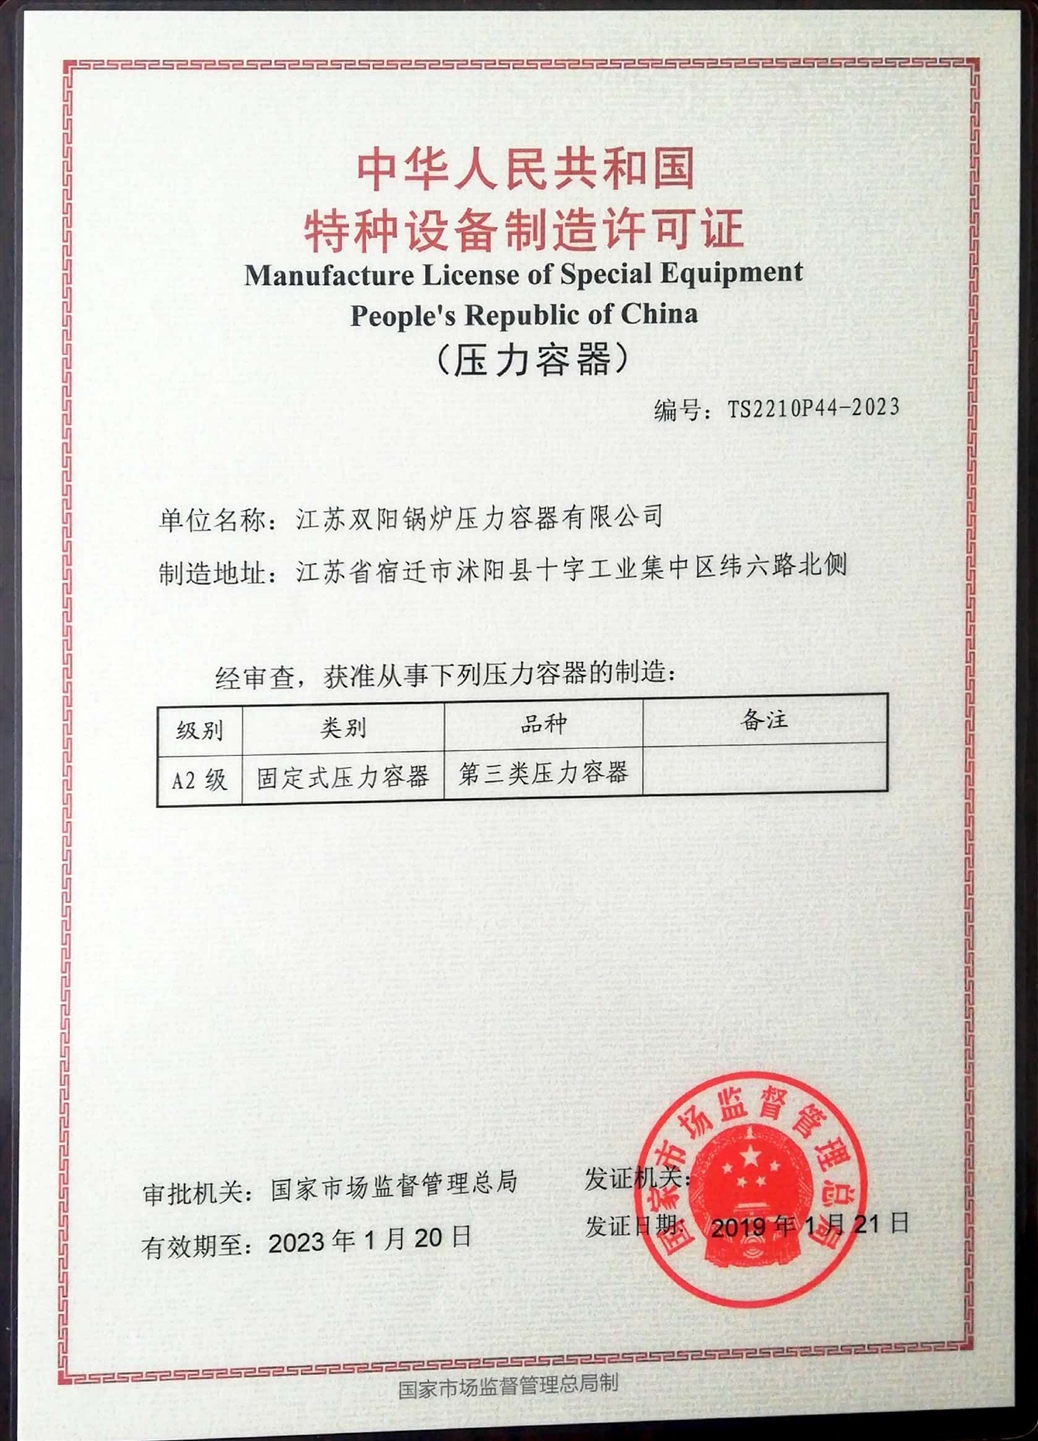 中华人民共和国
特种设备制造许可证
Manufacture License of Special Equipment
People's Republic of China
（压力容器）
编号：TS2210P44-2023
单位名称：江苏双阳锅炉压力容器有限公司
制造地址：江苏省宿迁市沭阳县十字工业集中区纬六路北侧
经审查，获准从事下列压力容器的制造：
级别 类别 品种 备注
A2 级 固定式压力容器 第三类压力容器
国家市场监督管理总局
审批机关：国家市场监督管理总局 发证机关：
有效期至：2023 年 1 月 20 日 发证日期：2019 年 1 月 21 日
国家市场监督管理总局制